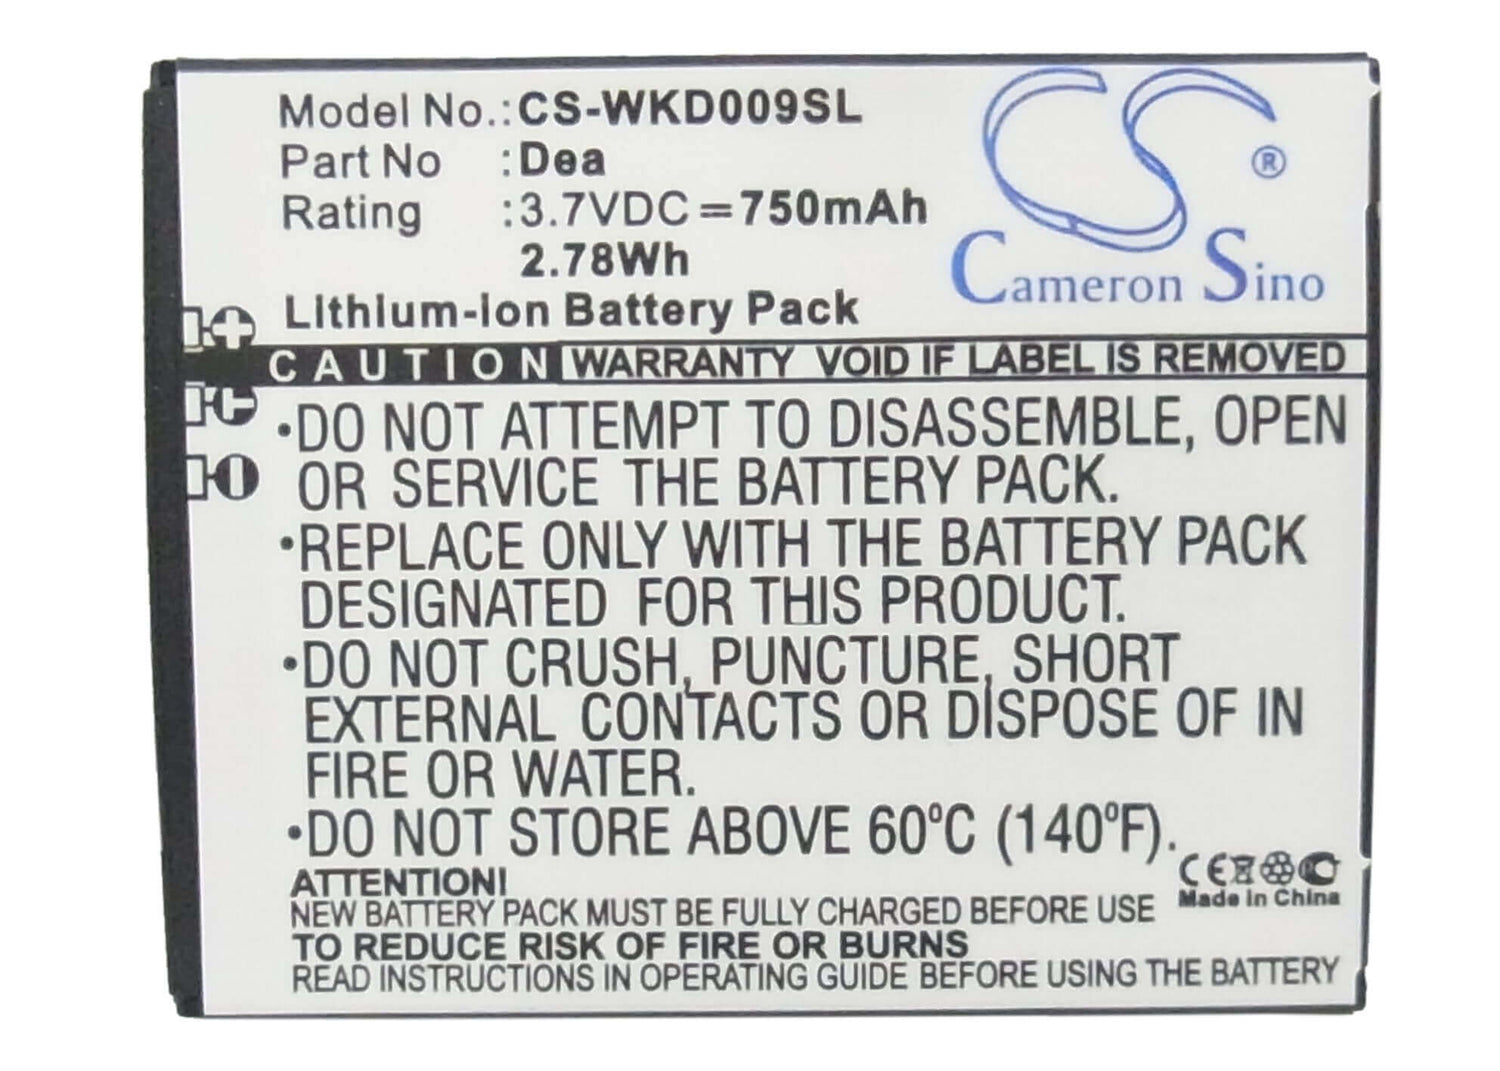 Model No.:CS-WKD009SL
Part No :Dea
Rating :3.7VDC=750mAh
2.78Wh
Lithium-ion Battery Pack
CS
®
Cameron Sino
CAUTION WARRANTY VOID IF LABEL IS REMOVED
•DO NOT ATTEMPT TO DISASSEMBLE, OPEN
OR SERVICE THE BATTERY PACK.
•REPLACE ONLY WITH THE BATTERY PACK
DESIGNATED FOR THIS PRODUCT.
•DO NOT CRUSH, PUNCTURE, SHORT
EXTERNAL CONTACTS OR DISPOSE OF IN
FIRE OR WATER.
•DO NOT STORE ABOVE 60ºC (140ºF).
CE
Made in China
ATTENTION!
NEW BATTERY PACK MUST BE FULLY CHARGED BEFORE USE
TO REDUCE RISK OF FIRE OR BURNS
READ INSTRUCTIONS IN OPERATING GUIDE BEFORE USING THE BATTERY